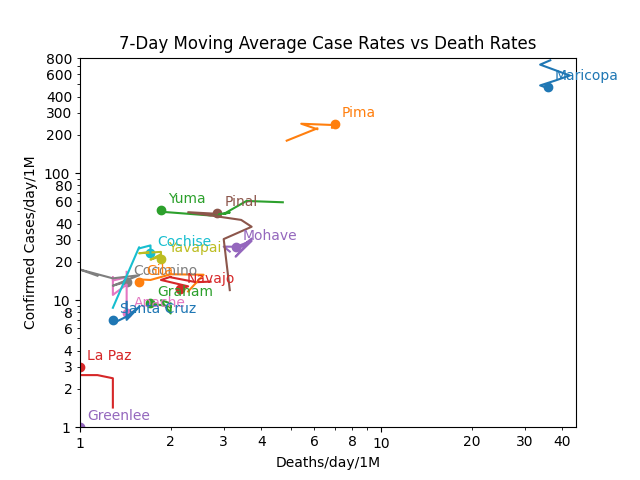 7-Day Moving Average Case Rates vs Death Rates
Confirmed Cases/day/1M
800
600
400
300
200
100
80
60
40
30
20
10
8
6
4
3
2
1
Maricopa
Pima
Yuma
Pinal
Mohave
Cochise
Yavapai
Coconino
Gila
Navajo
Graham
Apache
Santa Cruz
La Paz
Greenlee
1 2 3 4 6 8 10 20 30 40
Deaths/day/1M